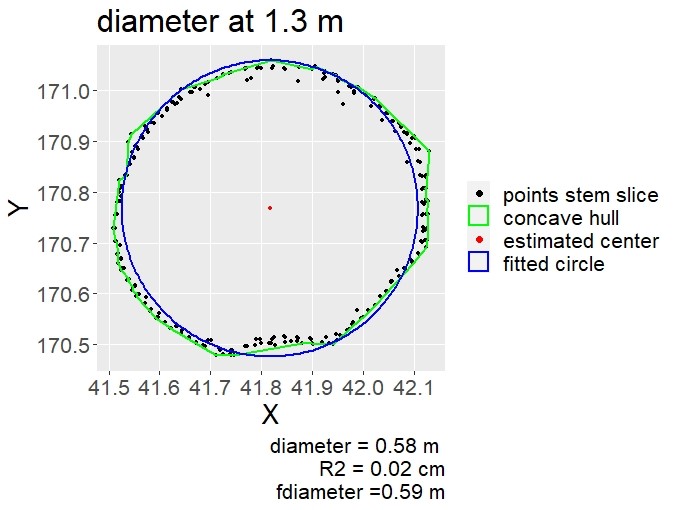 diameter at 1.3 m
171.0
170.9
170.8
170.7
170.6
170.5
Y
41.5 41.6 41.7 41.8 41.9 42.0 42.1
X
points stem slice
concave hull
estimated center
fitted circle
diameter = 0.58 m
R2 = 0.02 cm
fdiameter =0.59 m